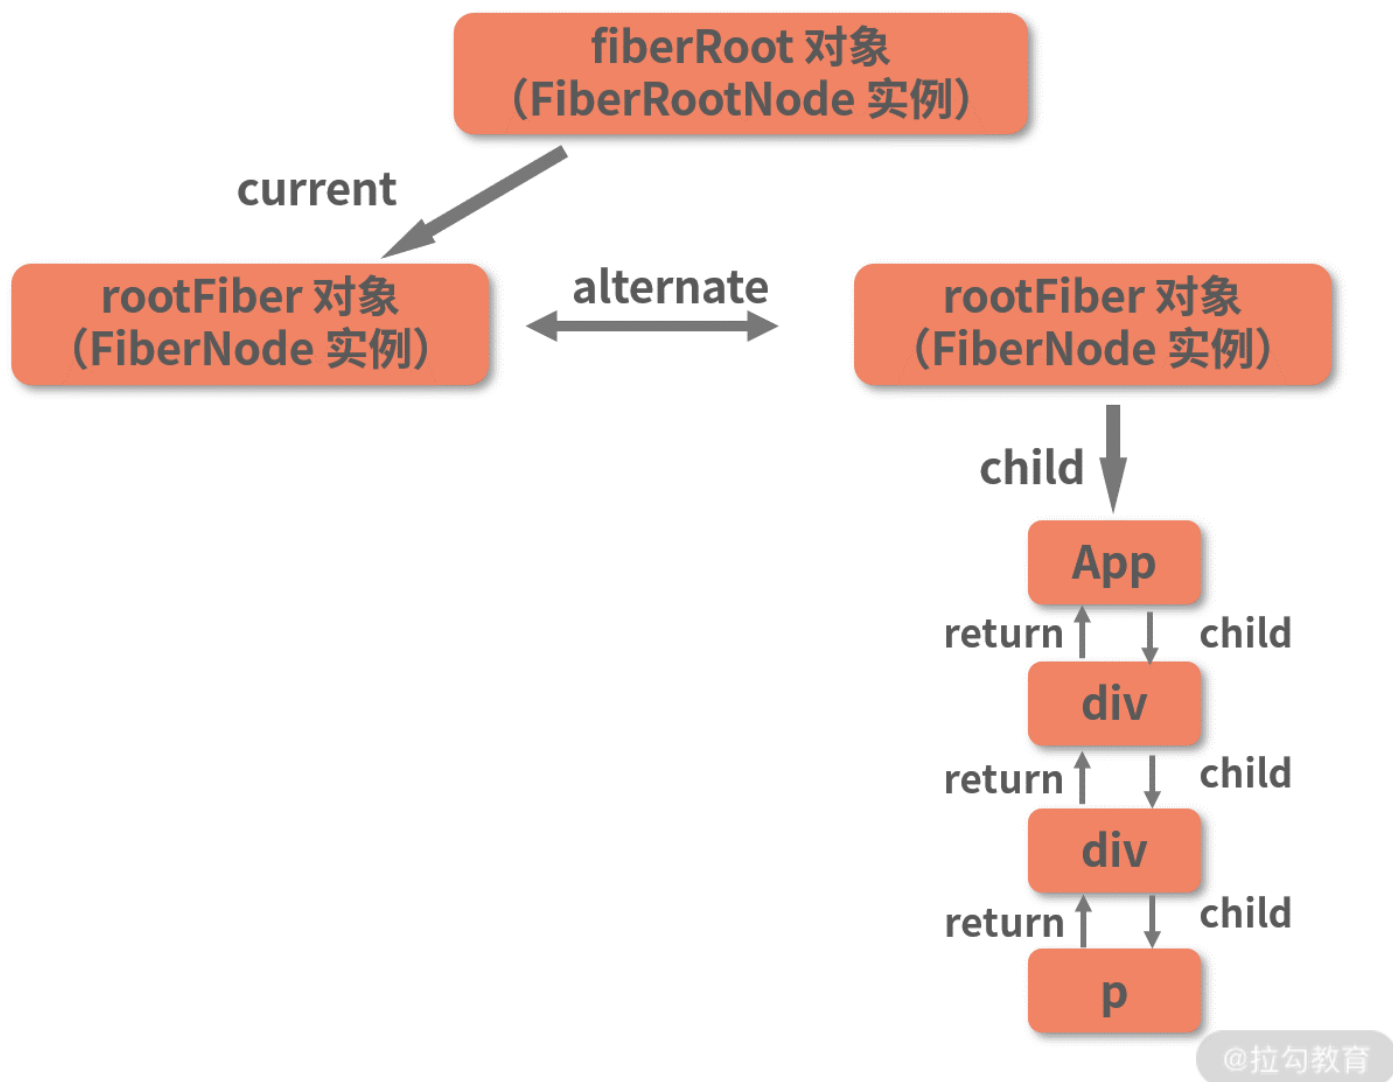 fiberRoot 对象
（FiberRootNode 实例）
current
rootFiber 对象
（FiberNode 实例）
alternate
rootFiber 对象
（FiberNode 实例）
child
App
return
child
div
return
child
div
return
child
p
@拉勾教育